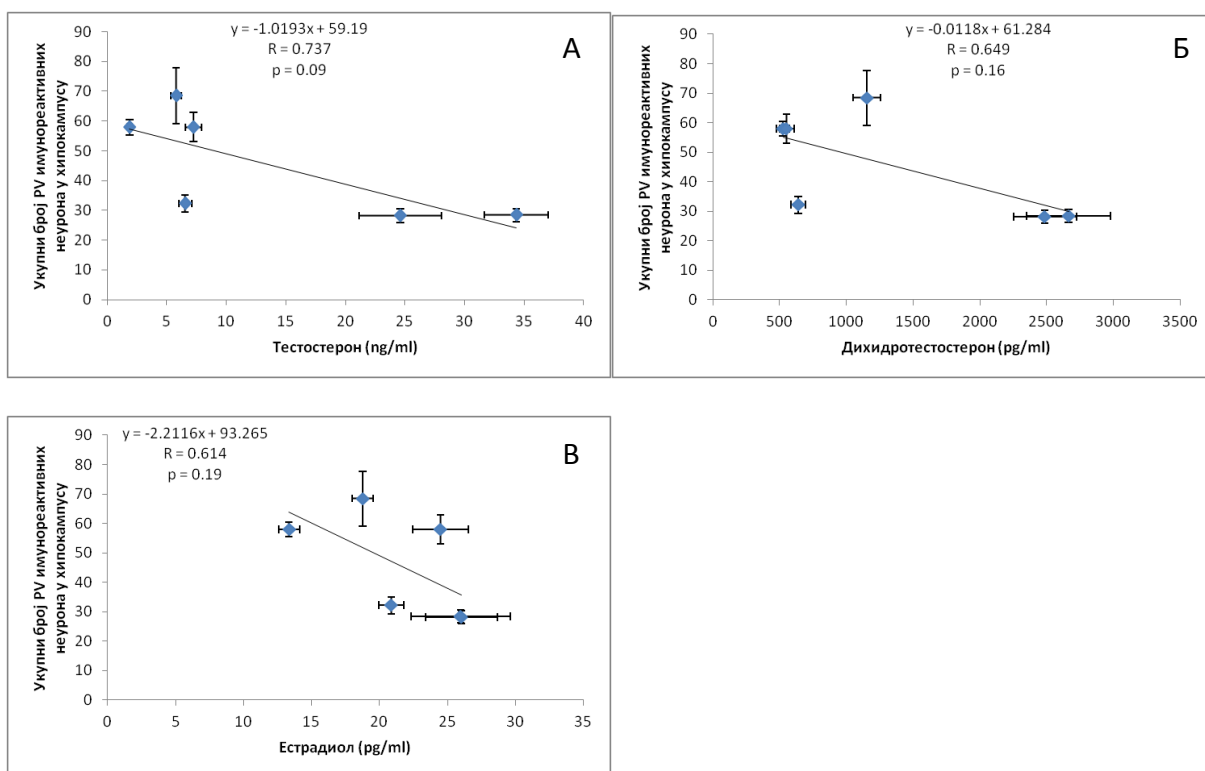 y = -1.0193x + 59.19
R = 0.737
p = 0.09
А
Укупни број PV имунореактивних
неурона у хипокампусу
90
80
70
60
50
40
30
20
10
0
0 5 10 15 20 25 30 35 40
Тестостерон (ng/ml)
y = -0.0118x + 61.284
R = 0.649
p = 0.16
Б
Укупни број PV имунореактивних
неурона у хипокампусу
90
80
70
60
50
40
30
20
10
0
0 500 1000 1500 2000 2500 3000 3500
Дихидротестостерон (pg/ml)
y = -2.2116x + 93.265
R = 0.614
p = 0.19
В
Укупни број PV имунореактивних
неурона у хипокампусу
90
80
70
60
50
40
30
20
10
0
0 5 10 15 20 25 30 35
Естрадиол (pg/ml)